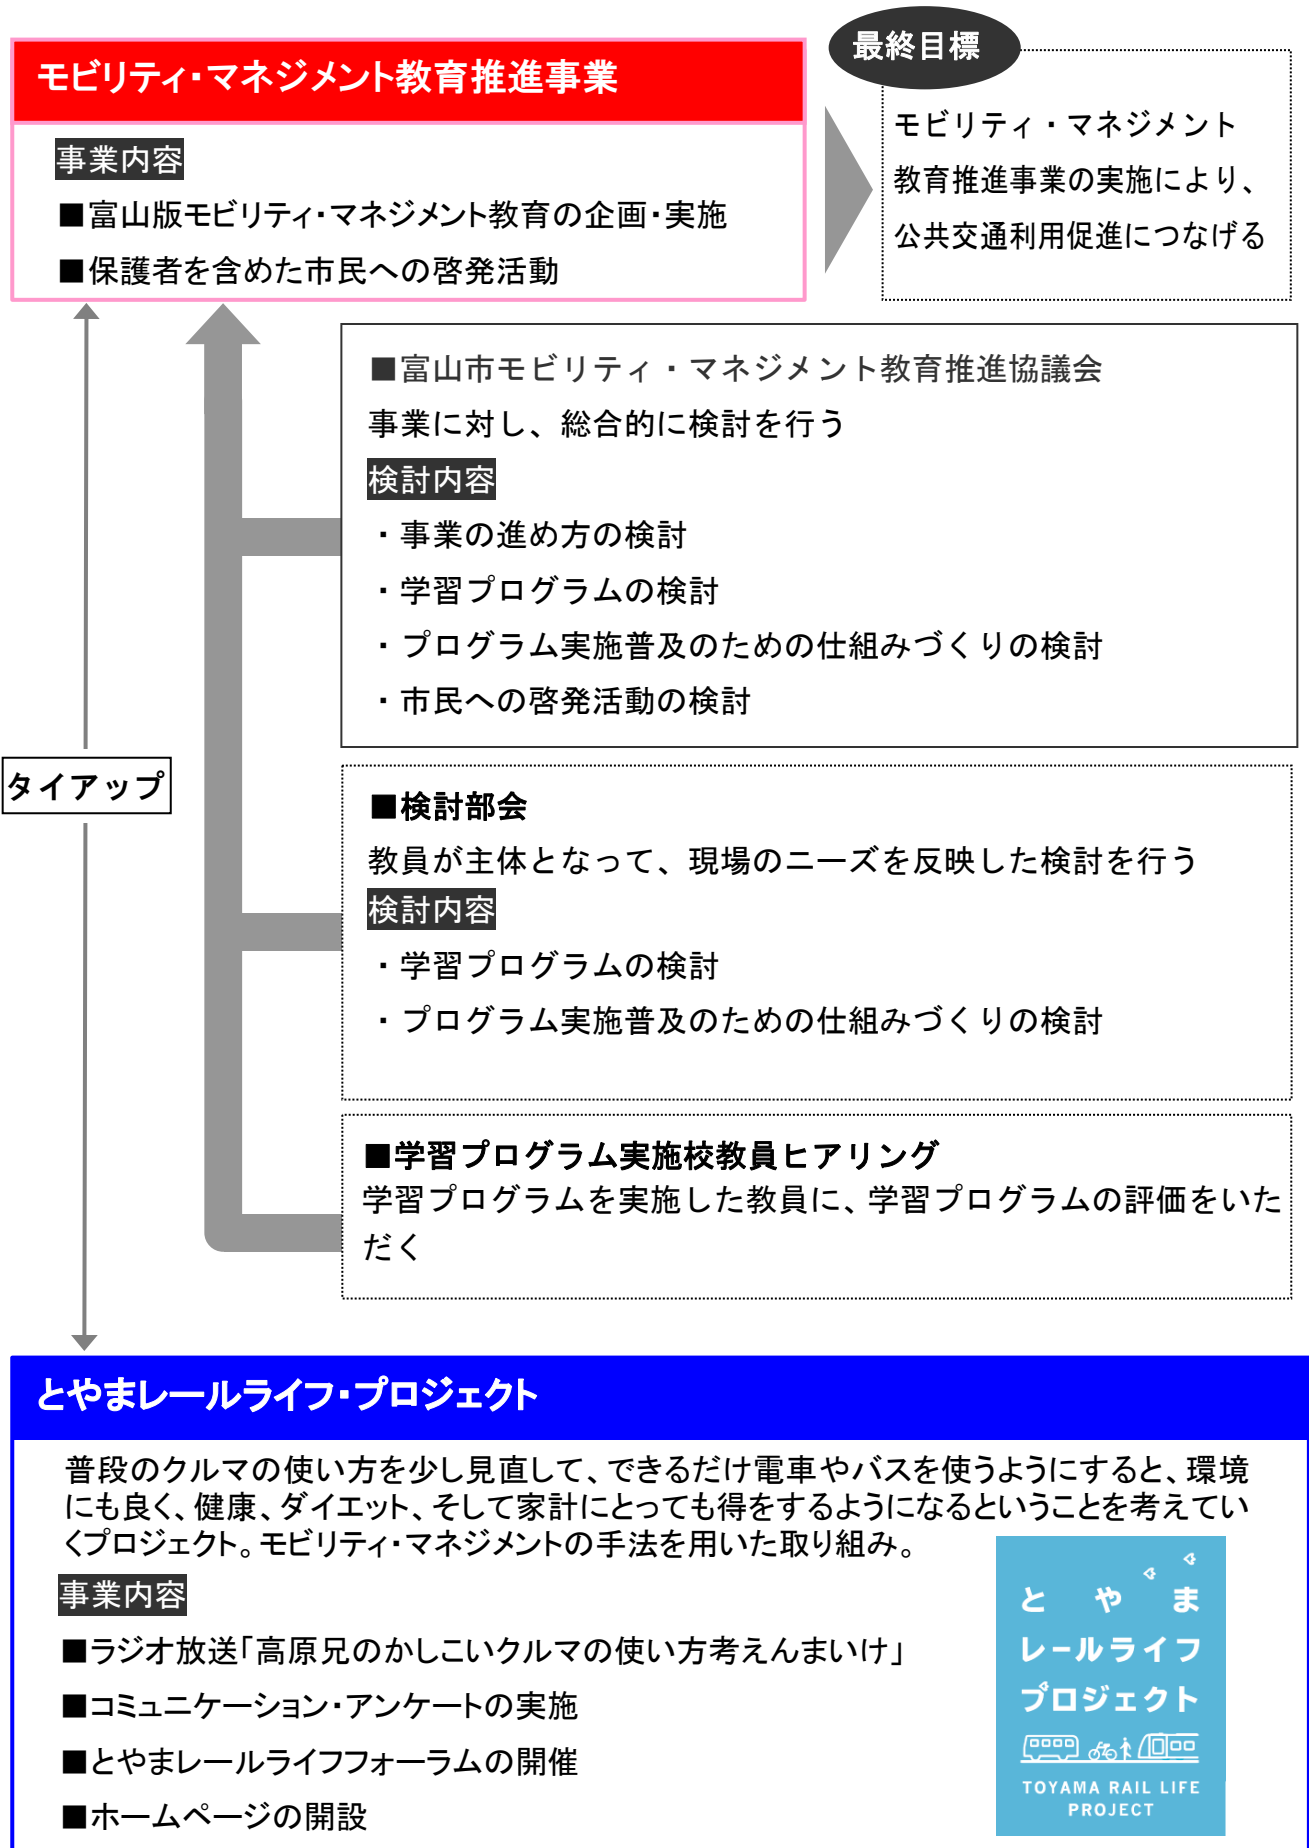 最終目標
モビリティ・マネジメント教育推進事業
モビリティ・マネジメント
教育推進事業の実施により、
公共交通利用促進につなげる
事業内容
■富山版モビリティ・マネジメント教育の企画・実施
■保護者を含めた市民への啓発活動
■富山市モビリティ・マネジメント教育推進協議会
事業に対し、総合的に検討を行う
検討内容
・事業の進め方の検討
・学習プログラムの検討
・プログラム実施普及のための仕組みづくりの検討
・市民への啓発活動の検討
タイアップ
■検討部会
教員が主体となって、現場のニーズを反映した検討を行う
検討内容
・学習プログラムの検討
・プログラム実施普及のための仕組みづくりの検討
■学習プログラム実施校教員ヒアリング
学習プログラムを実施した教員に、学習プログラムの評価をいた
だく
とやまレールライフ・プロジェクト
普段のクルマの使い方を少し見直して、できるだけ電車やバスを使うようにすると、環境
にも良く、健康、ダイエット、そして家計にとっても得をするようになるということを考えてい
くプロジェクト。モビリティ・マネジメントの手法を用いた取り組み。
事業内容
■ラジオ放送「高原兄のかしこいクルマの使い方考えんまいけ」
■コミュニケーション・アンケートの実施
■とやまレールライフフォーラムの開催
■ホームページの開設
とやま
レールライフ
プロジェクト
TOYAMA RAIL LIFE
PROJECT